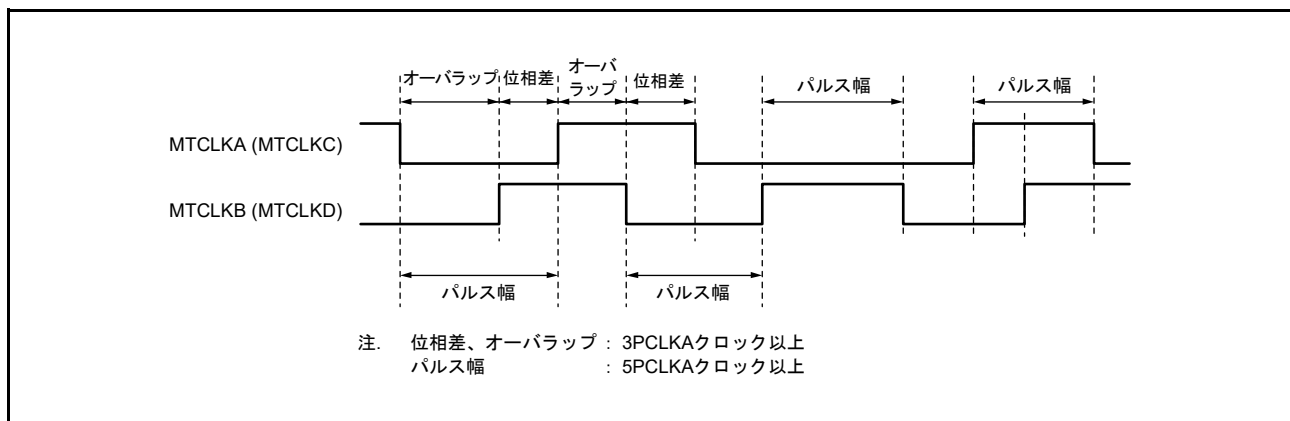 オーバラップ 位相差 オーバ
ラップ 位相差 パルス幅 パルス幅
MTCLKA (MTCLKC)
MTCLKB (MTCLKD)
パルス幅 パルス幅
注. 位相差、オーバラップ : 3PCLKAクロック以上
パルス幅 : 5PCLKAクロック以上